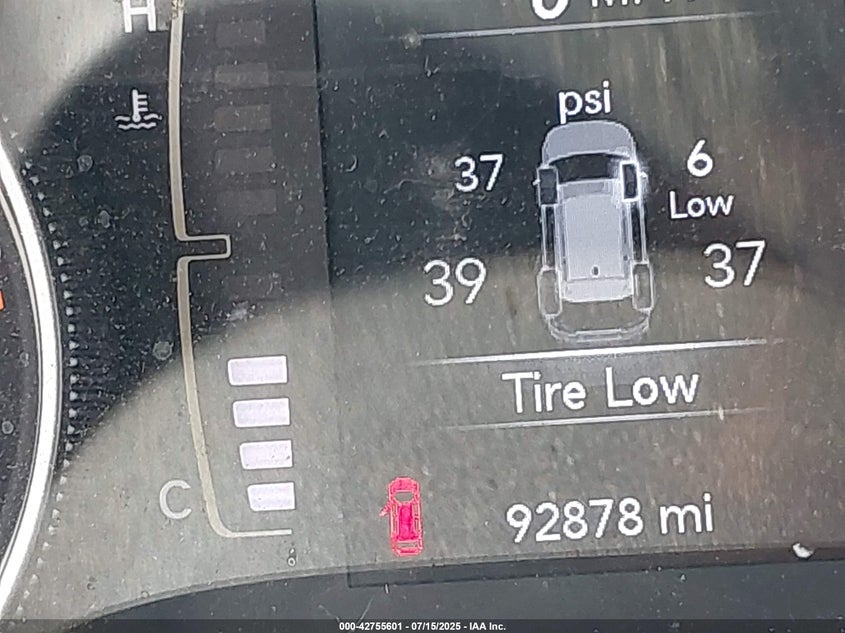 H
psi
37
6
Low
39
37
Tire Low
C
92878 mi
000-42755601 - 07/15/2025 - IAA Inc.